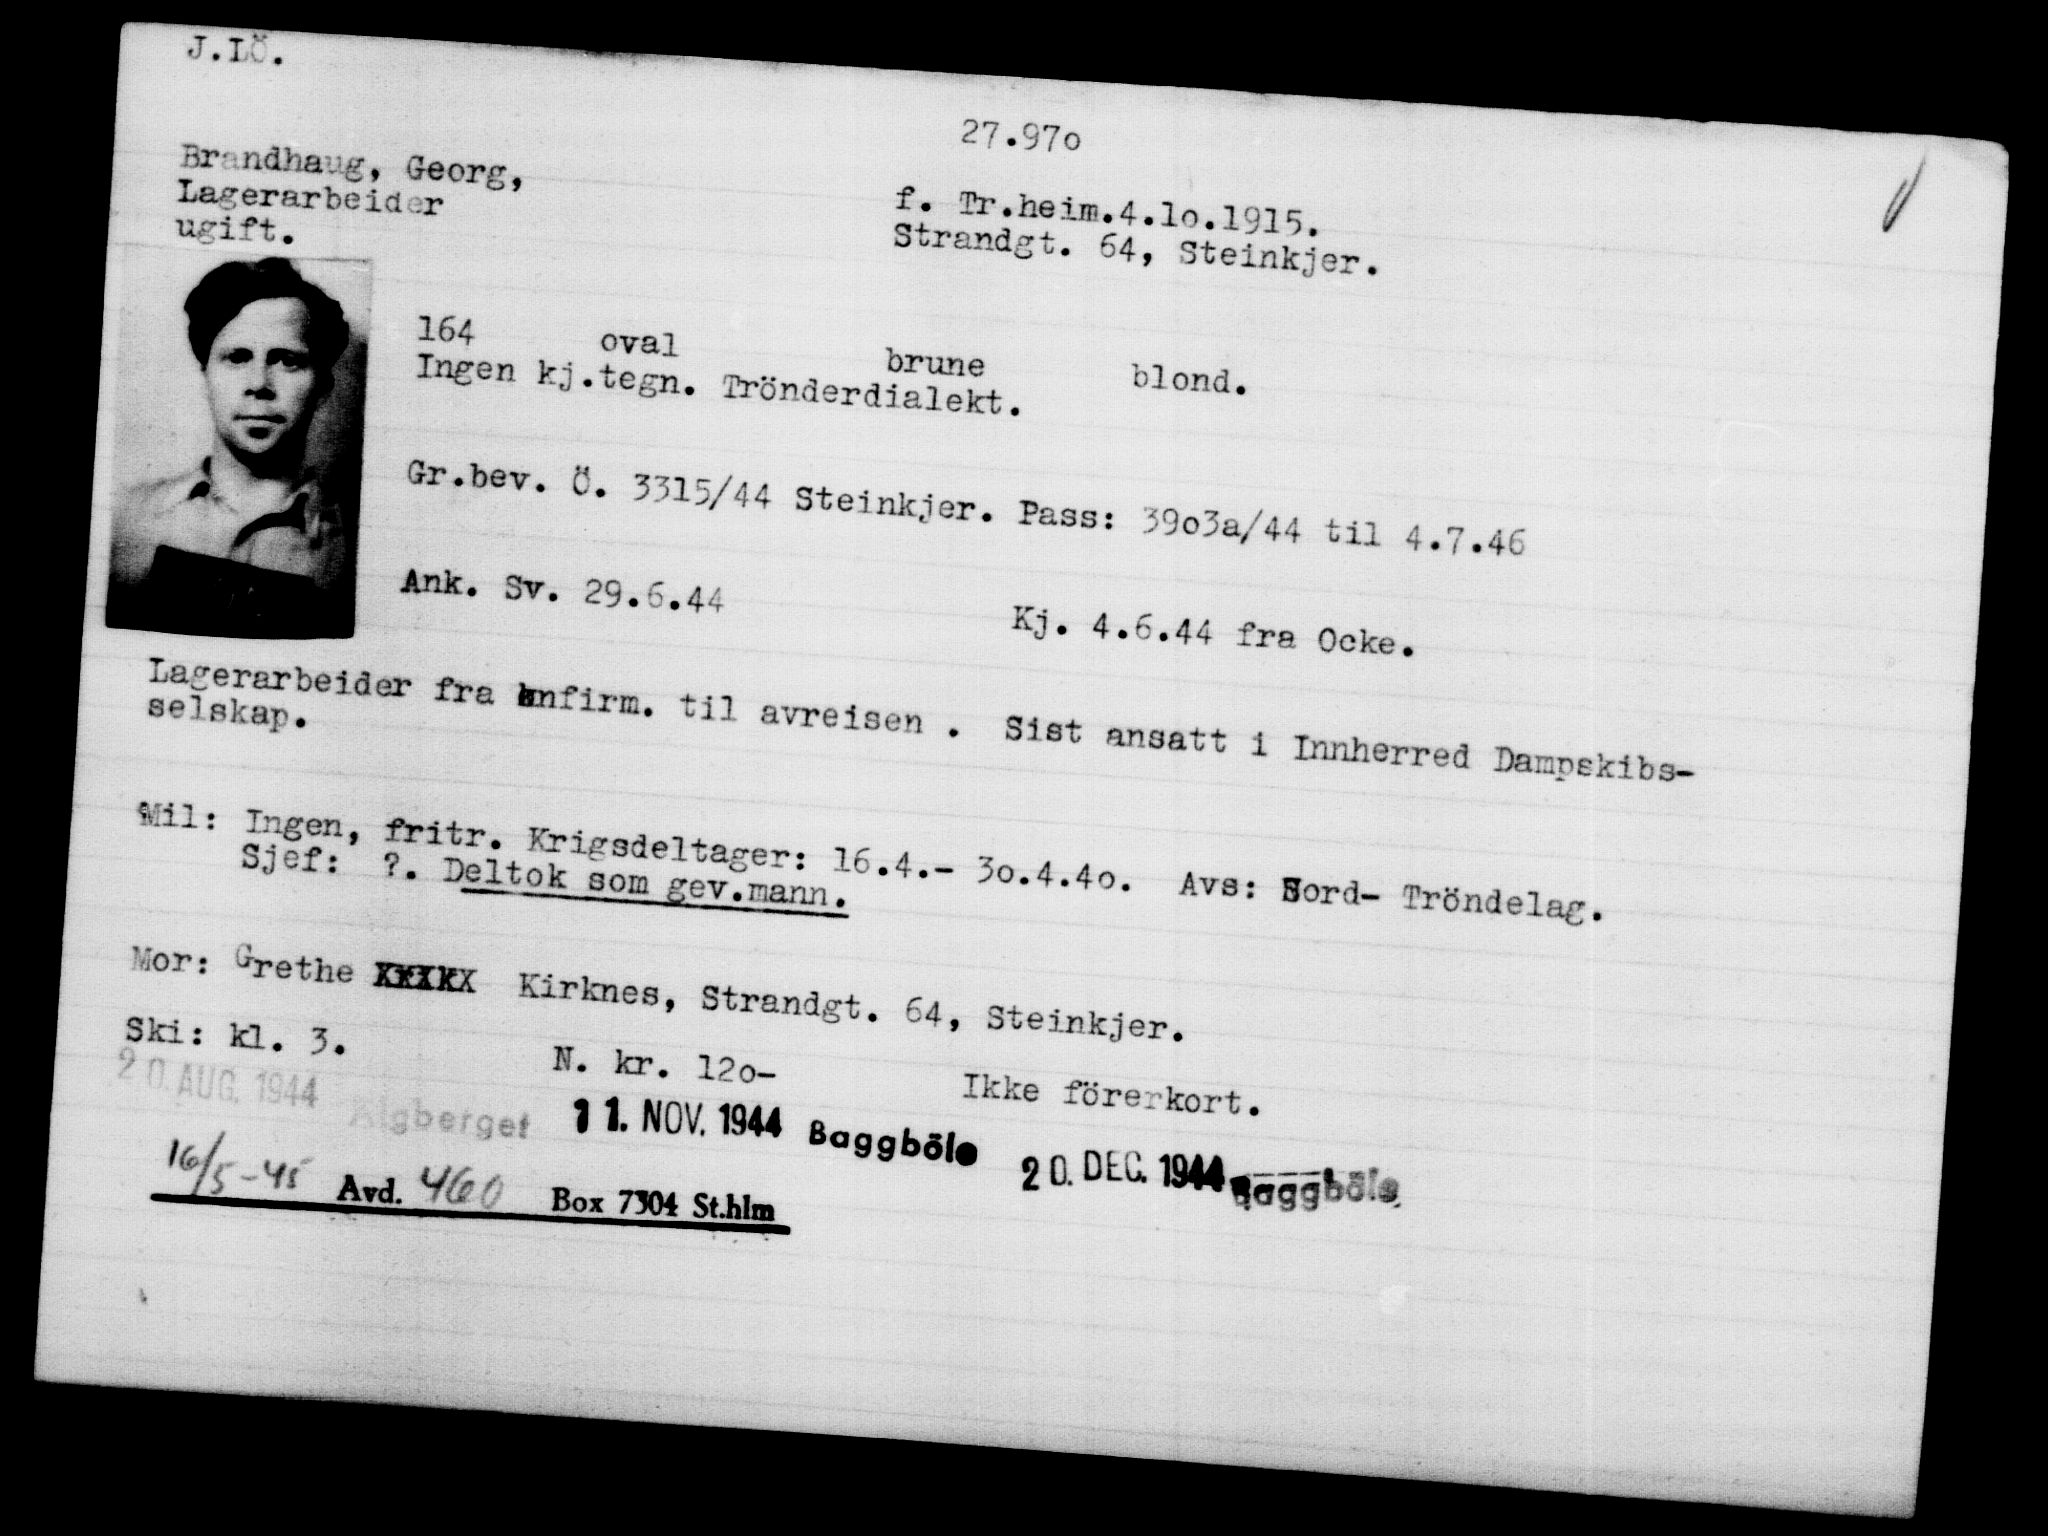 J.LÖ.
27.97o
Brandhaug, Georg,
Lagerarbeider
ugift.
f. Tr.heim.4.lo.1915.
Strandgt. 64, Steinkjer.
164 oval brune blond.
Ingen kj.tegn. Trönderdialekt.
Gr.bev. Ö. 3315/44 Steinkjer. Pass: 39o3a/44 til 4.7.46
Ank. Sv. 29.6.44 Kj. 4.6.44 fra Ocke.
Lagerarbeider fra konfirm. til avreisen . Sist ansatt i Innherred Dampskibs-
selskap.
Mil: Ingen, fritr. Krigsdeltager: 16.4.- 3o.4.4o. Avs: Nord- Tröndelag.
Sjef: ?. Deltok som gev.mann.
Mor: Grethe Kirknes, Strandgt. 64, Steinkjer.
Ski: kl. 3. N. kr. 12o- Ikke förerkort.
20. AUG. 1944 Älgberget 11. NOV. 1944 Baggböle 20. DEC. 1944 Baggböle
16/5-45 Avd. 460 Box 7304 St.hlm